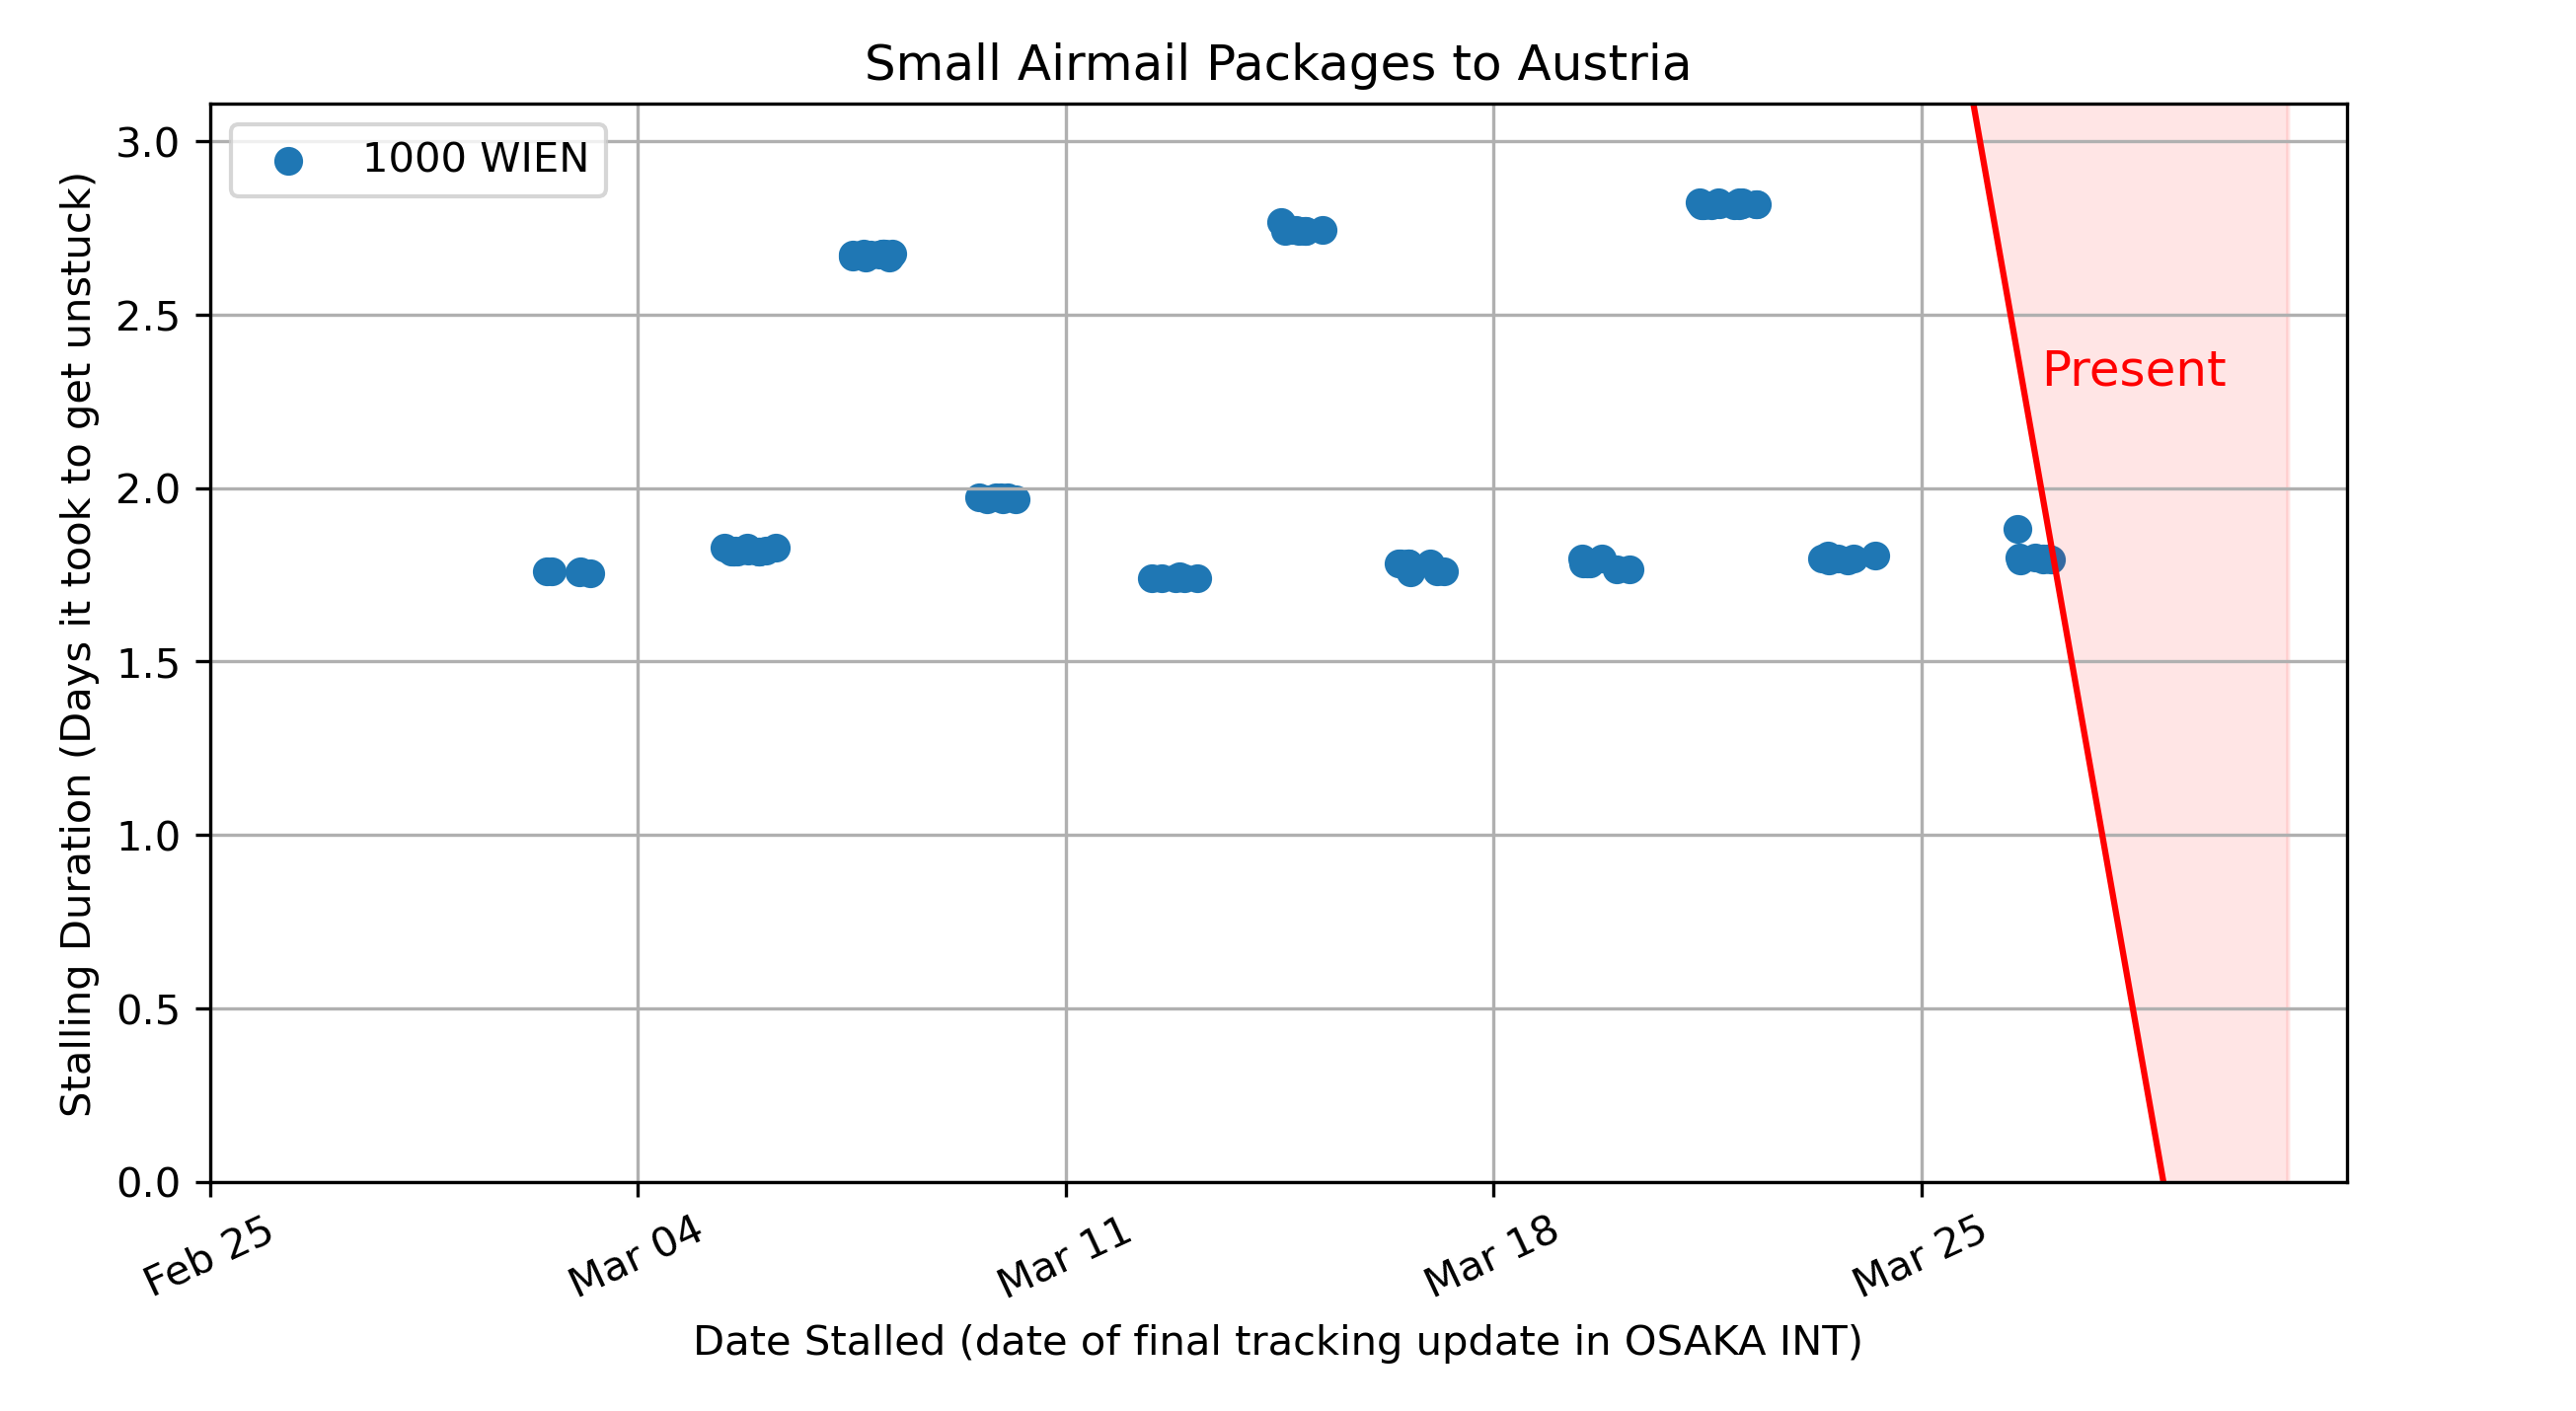 Small Airmail Packages to Austria
1000 WIEN
Present
Stalling Duration (Days it took to get unstuck)
3.0
2.5
2.0
1.5
1.0
0.5
0.0
Feb 25
Mar 04
Mar 11
Mar 18
Mar 25
Date Stalled (date of final tracking update in OSAKA INT)